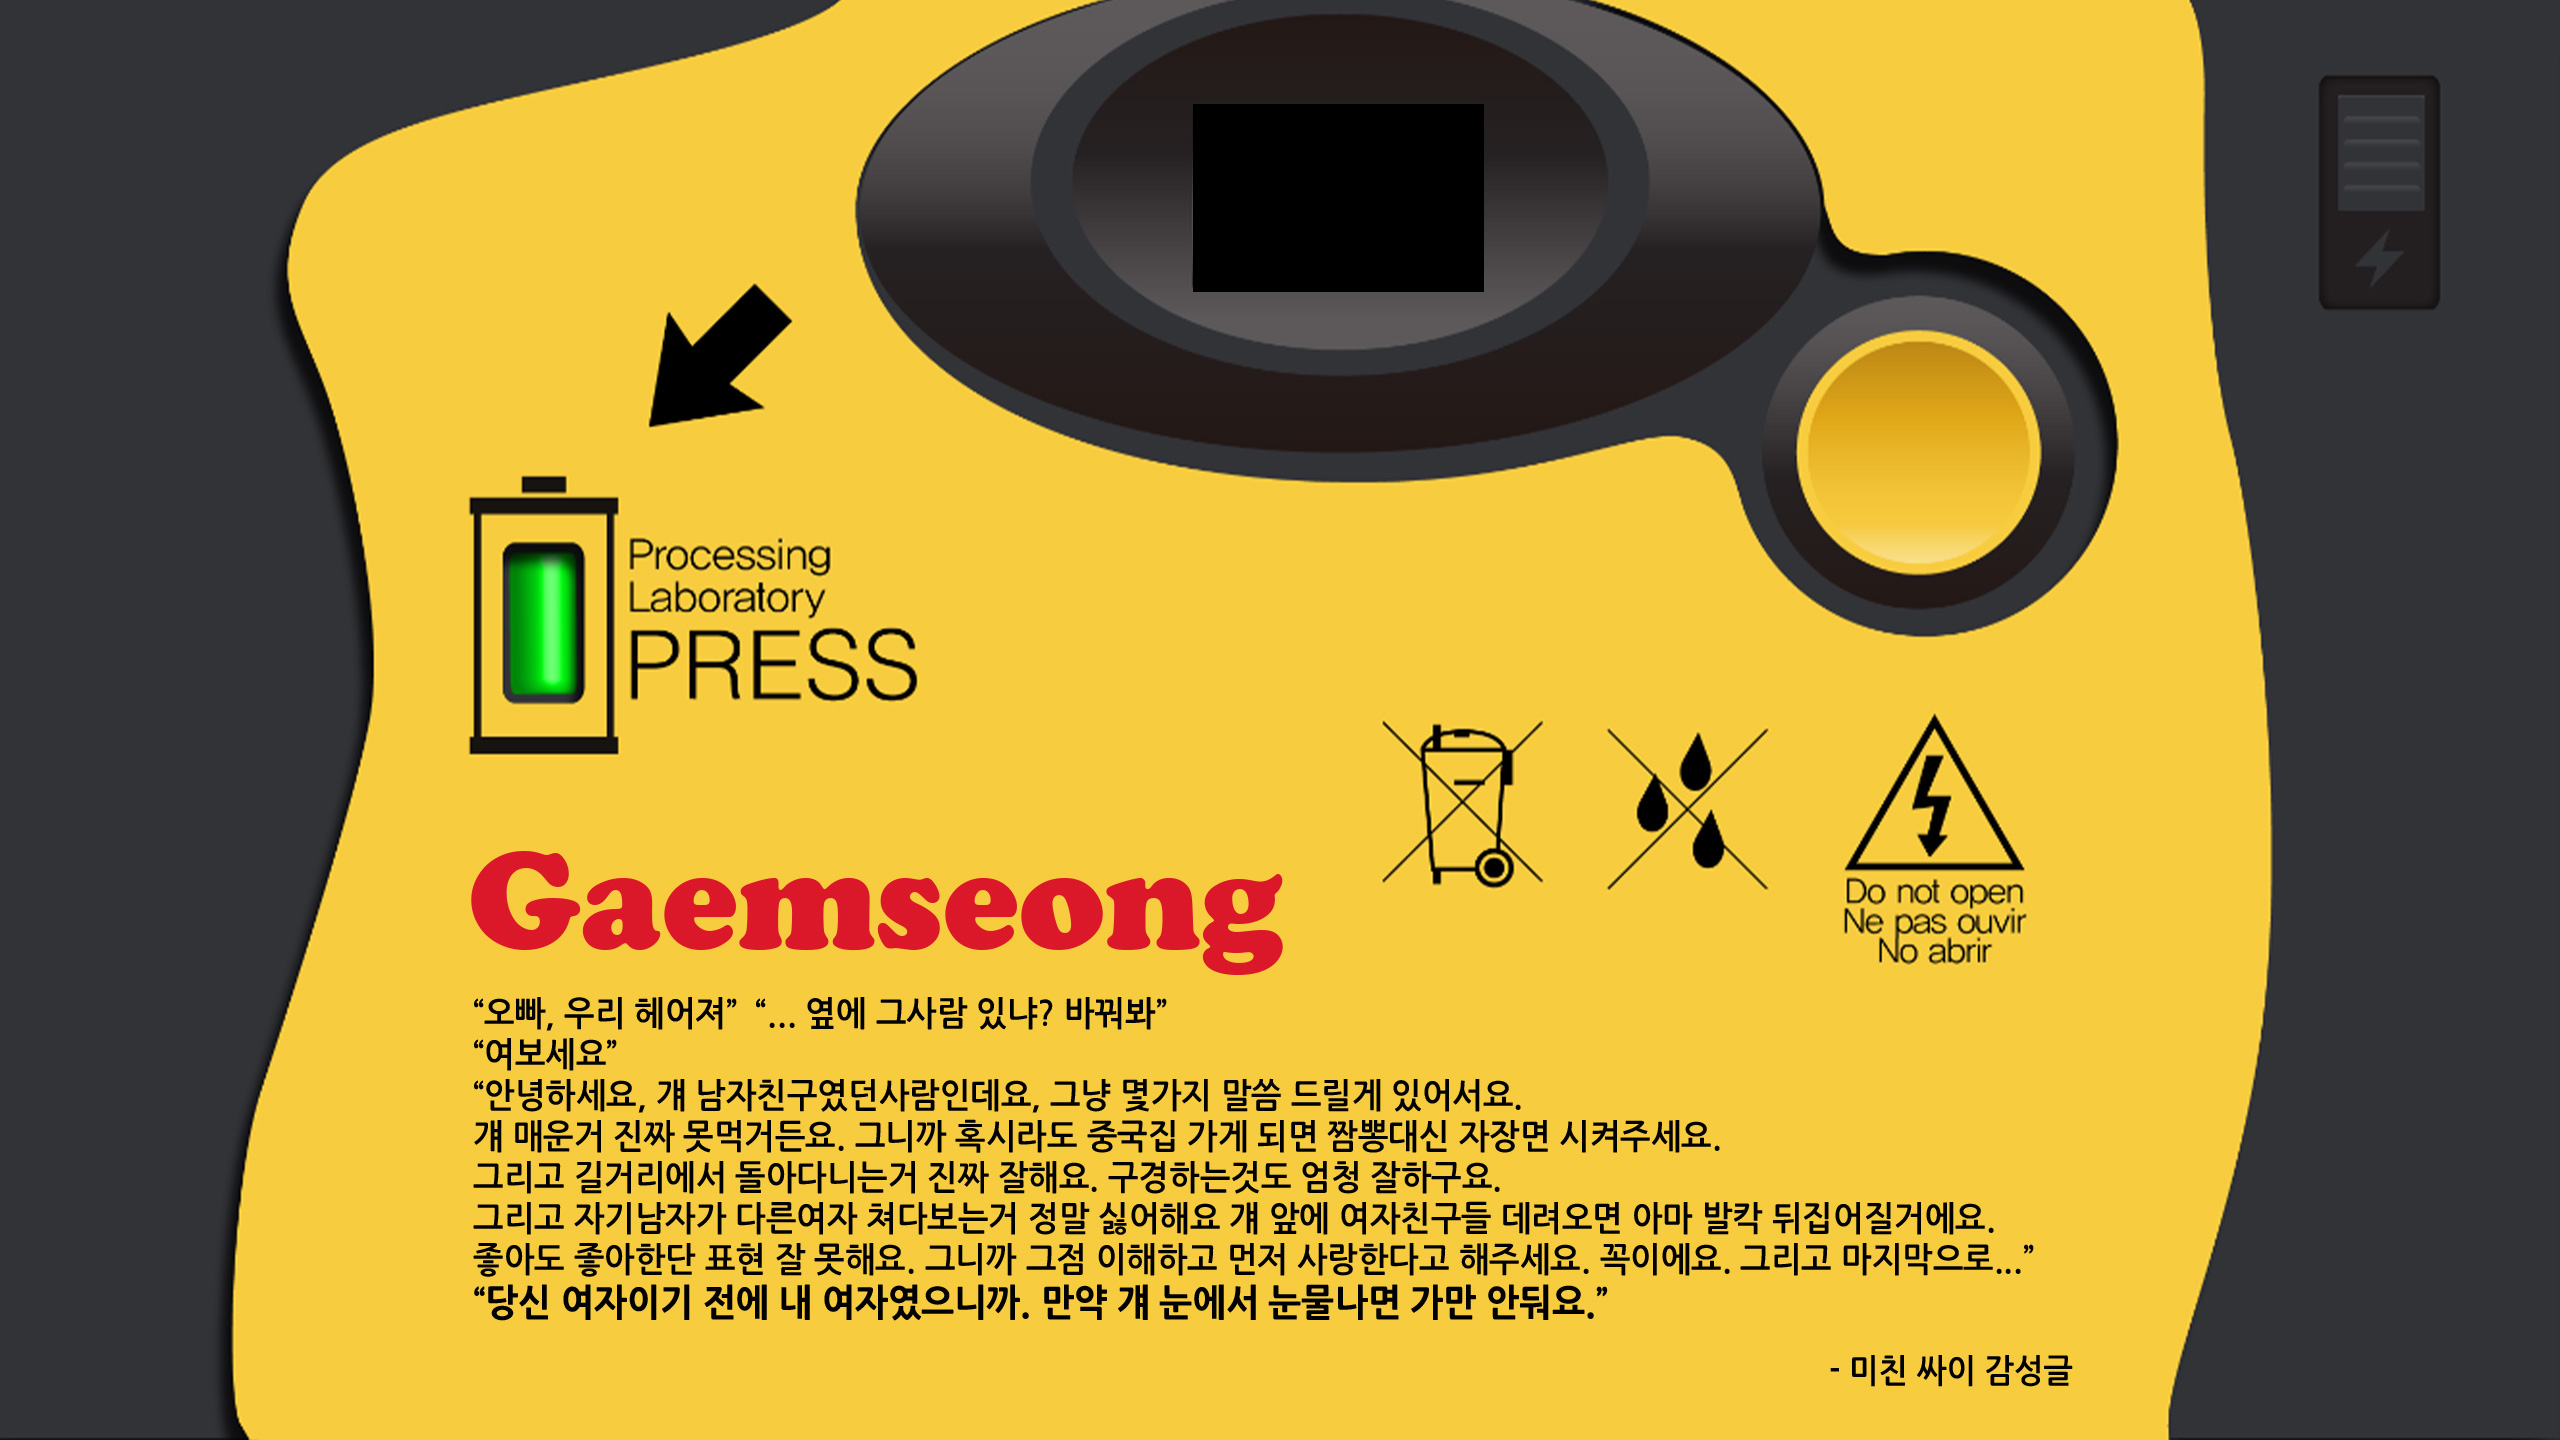 Processing
Laboratory
PRESS
Do not open
Ne pas ouvir
No abrir
Gaemseong
“오빠, 우리 헤어져” “... 옆에 그사람 있냐? 바꿔봐”
“여보세요”
“안녕하세요, 걔 남자친구였던사람인데요, 그냥 몇가지 말씀 드릴게 있어서요.
걔 매운거 진짜 못먹거든요. 그니까 혹시라도 중국집 가게 되면 짬뽕대신 자장면 시켜주세요.
그리고 길거리에서 돌아다니는거 진짜 잘해요. 구경하는것도 엄청 잘하구요.
그리고 자기남자가 다른여자 쳐다보는거 정말 싫어해요 걔 앞에 여자친구들 데려오면 아마 발칵 뒤집어질거에요.
좋아도 좋아한단 표현 잘 못해요. 그니까 그점 이해하고 먼저 사랑한다고 해주세요. 꼭이에요. 그리고 마지막으로...”
“당신 여자이기 전에 내 여자였으니까. 만약 걔 눈에서 눈물나면 가만 안둬요.”
- 미친 싸이 감성글